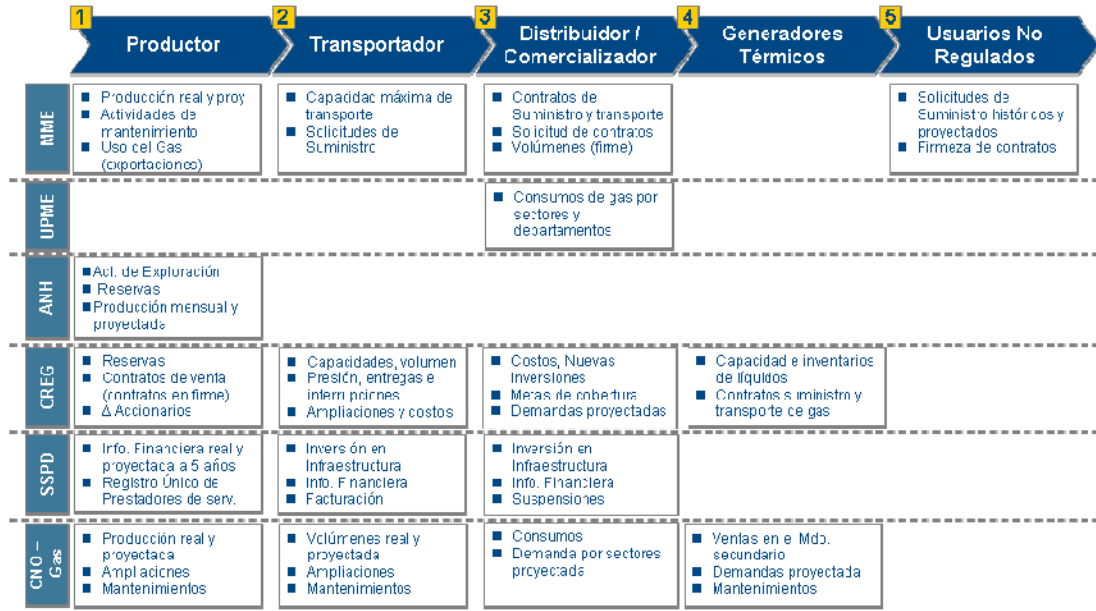 1
Productor
2
Transportador
3
Distribuidor /
Comercializador
4
Generadores
Térmicos
5
Usuarios No
Regulados
MME
■ Producción real y proy
■ Actividades de
mantenimiento
■ Uso del Gas
(exportaciones)
■ Capacidad máxima de
transporte
■ Solicitudes de
Suministro
■ Contratos de
Suministro y transporte
■ Solicitud de contratos
■ Volúmenes (firme)
■ Solicitudes de
Suministro históricos y
proyectados
■ Firmeza de contratos
UPME
■ Consumos de gas por
sectores y
departamentos
ANH
■ Act. de Exploración
■ Reservas
■ Producción mensual y
proyectada
CREG
■ Reservas
■ Contratos de venta
(contratos en firme)
■ Δ Accionarios
■ Capacidades, volumen
■ Presión, entregas e
interrupciones
■ Ampliaciones y costos
■ Costos, Nuevas
Inversiones
■ Metas de cobertura
■ Demandas proyectadas
■ Capacidad e inventarios
de líquidos
■ Contratos suministro y
transporte de gas
SSPD
■ Info. Financiera real y
proyectada a 5 años
■ Registro Único de
Prestadores de serv.
■ Inversión en
Infraestructura
■ Info. Financiera
■ Facturación
■ Inversión en
Infraestructura
■ Info. Financiera
■ Suspensiones
CNO –
Gas
■ Producción real y
proyectada
■ Ampliaciones
■ Mantenimientos
■ Volúmenes real y
proyectada
■ Ampliaciones
■ Mantenimientos
■ Consumos
■ Demanda por sectores
proyectada
■ Ventas en el Mdo.
secundario
■ Demandas proyectada
■ Mantenimientos